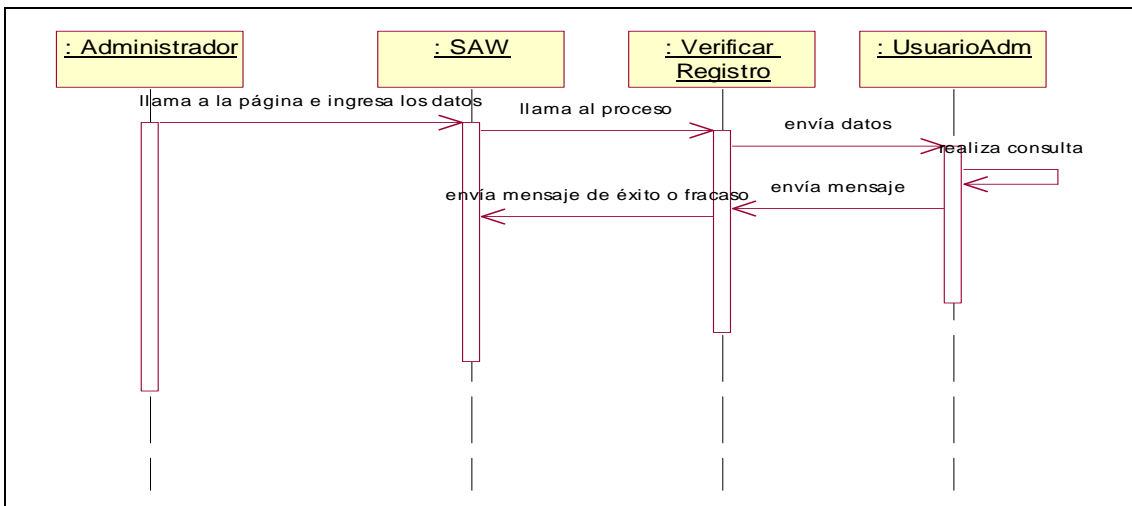 : Administrador
: SAW
: Verificar
Registro
: UsuarioAdm
llama a la página e ingresa los datos
llama al proceso
envía datos
realiza consulta
envía mensaje
envía mensaje de éxito o fracaso